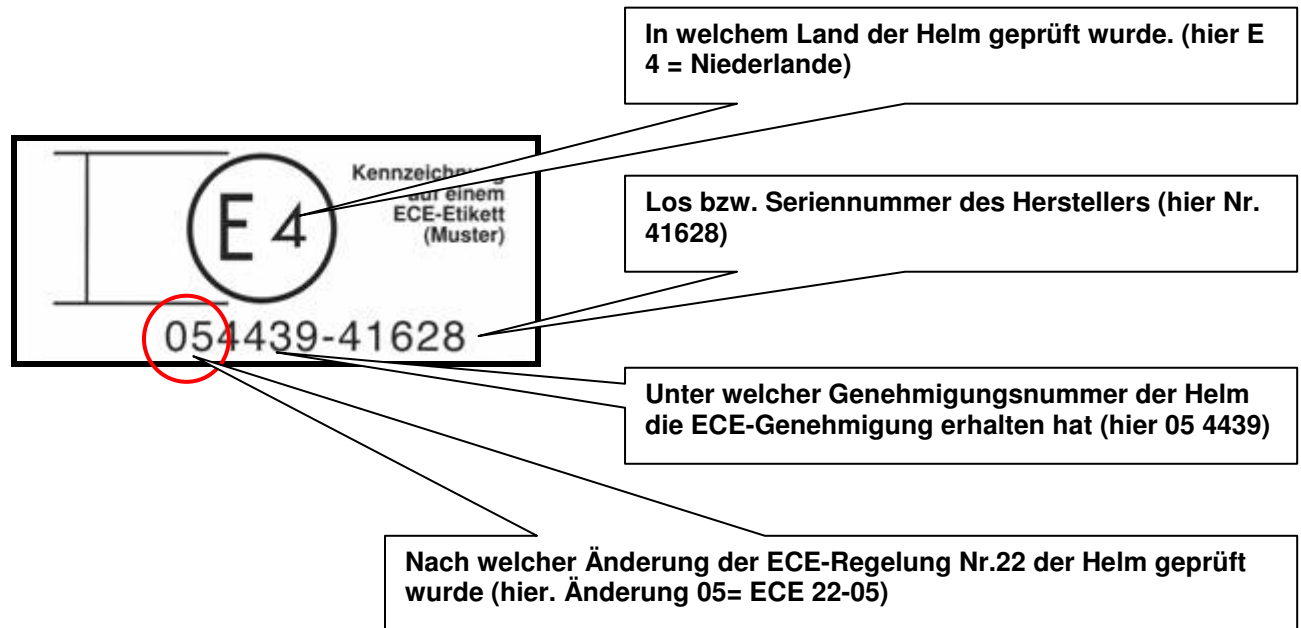 In welchem Land der Helm geprüft wurde. (hier E
4 = Niederlande)
E 4
Kennzeichnung
auf einem
ECE-Etikett
(Muster)
054439-41628
Los bzw. Seriennummer des Herstellers (hier Nr.
41628)
Unter welcher Genehmigungsnummer der Helm
die ECE-Genehmigung erhalten hat (hier 05 4439)
Nach welcher Änderung der ECE-Regelung Nr.22 der Helm geprüft
wurde (hier. Änderung 05= ECE 22-05)